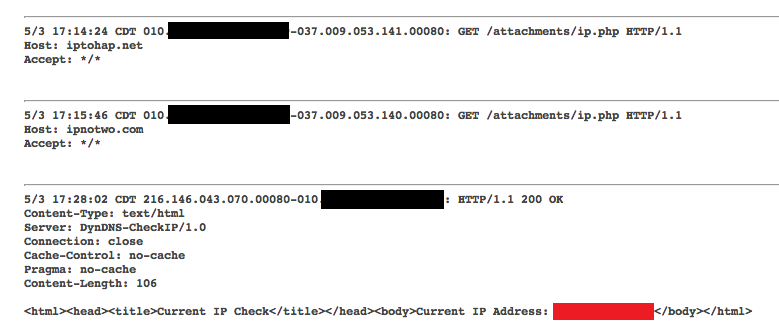 5/3 17:14:24 CDT 010. -037.009.053.141.00080: GET /attachments/ip.php HTTP/1.1
Host: iptohap.net
Accept: */*
5/3 17:15:46 CDT 010. -037.009.053.140.00080: GET /attachments/ip.php HTTP/1.1
Host: ipnotwo.com
Accept: */*
5/3 17:28:02 CDT 216.146.043.070.00080-010. : HTTP/1.1 200 OK
Content-Type: text/html
Server: DynDNS-CheckIP/1.0
Connection: close
Cache-Control: no-cache
Pragma: no-cache
Content-Length: 106
<html><head><title>Current IP Check</title></head><body>Current IP Address: </body></html>